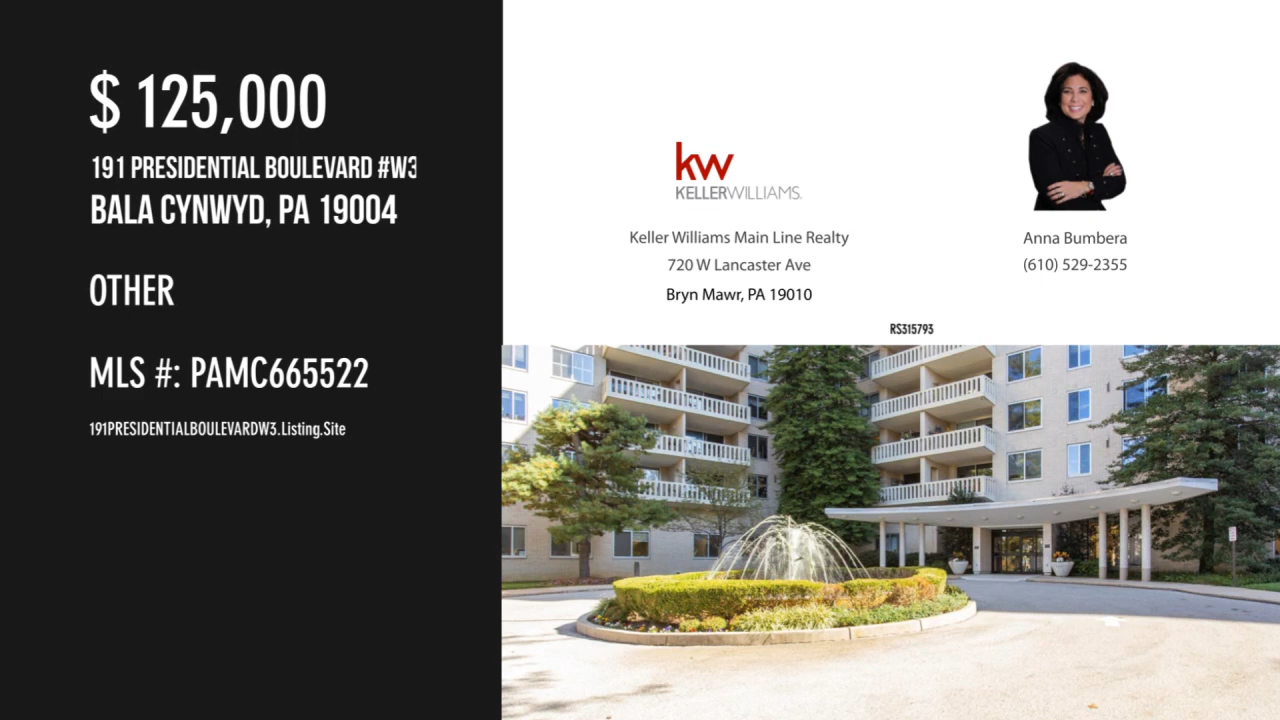 $ 125,000
191 PRESIDENTIAL BOULEVARD #W3
BALA CYNWYD, PA 19004
OTHER
MLS #: PAMC665522
191PRESIDENTIALBOULEVARDW3.Listing.Site
kw
KELLERWILLIAMS.
Keller Williams Main Line Realty
720 W Lancaster Ave
Bryn Mawr, PA 19010
Anna Bumbera
(610) 529-2355
RS315793